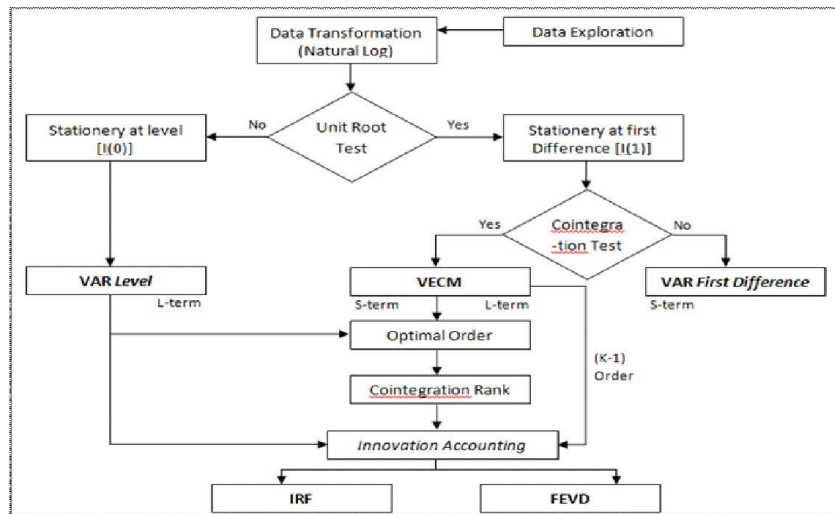 Data Transformation
(Natural Log)
Data Exploration
Stationery at level
[I(0)]
No
Unit Root
Test
Yes
Stationery at first
Difference [I(1)]
Yes
Cointegra
-tion Test
No
VAR Level
L-term
VECM
S-term
L-term
VAR First Difference
S-term
Optimal Order
(K-1)
Order
Cointegration Rank
Innovation Accounting
IRF
FEVD